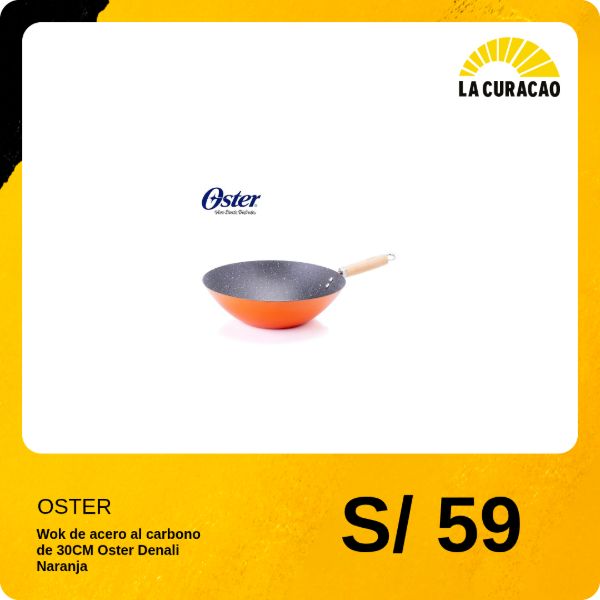 LA CURACAO
Oster
OSTER
Wok de acero al carbono
de 30CM Oster Denali
Naranja
S/ 59